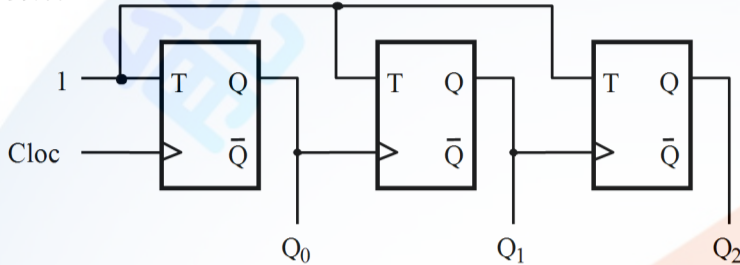 1 T Q T Q T Q
Cloc Q̅ Q̅ Q̅
Q₀ Q₁ Q₂